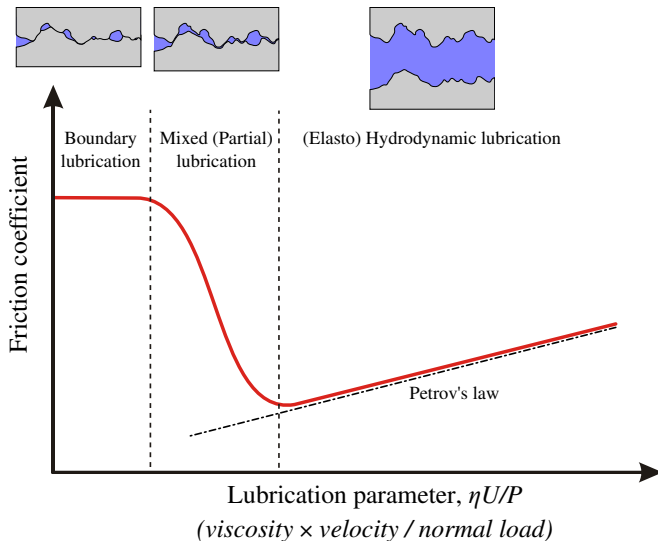 Boundary
lubrication
Mixed (Partial)
lubrication
(Elasto) Hydrodynamic lubrication
Friction coefficient
Petrov's law
Lubrication parameter, ηU/P
(viscosity × velocity / normal load)